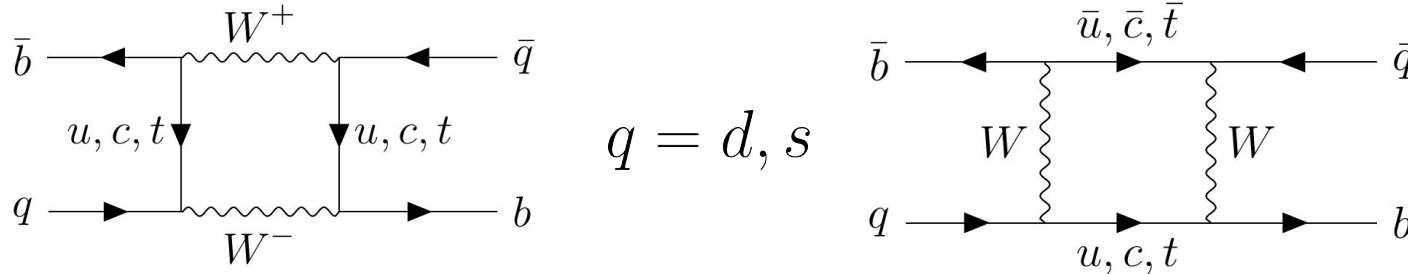 b̄ W⁺ q̄
u, c, t u, c, t
q W⁻ b
q = d, s
b̄ ū, c̄, t̄ q̄
W W
q u, c, t b